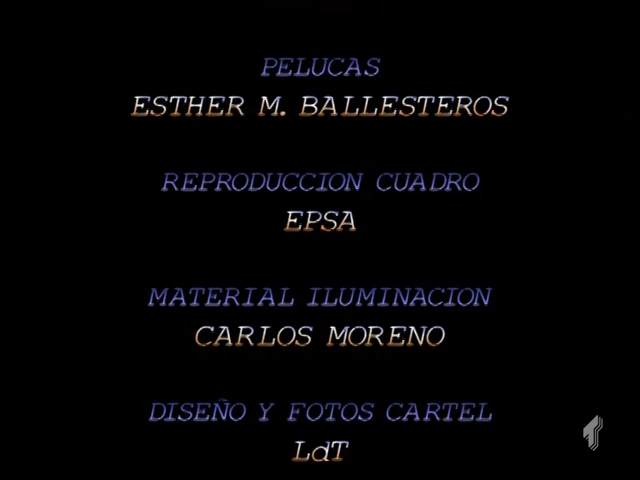 PELUCAS
ESTHER M. BALLESTEROS
REPRODUCCION CUADRO
EPSA
MATERIAL ILUMINACION
CARLOS MORENO
DISEÑO Y FOTOS CARTEL
LdT